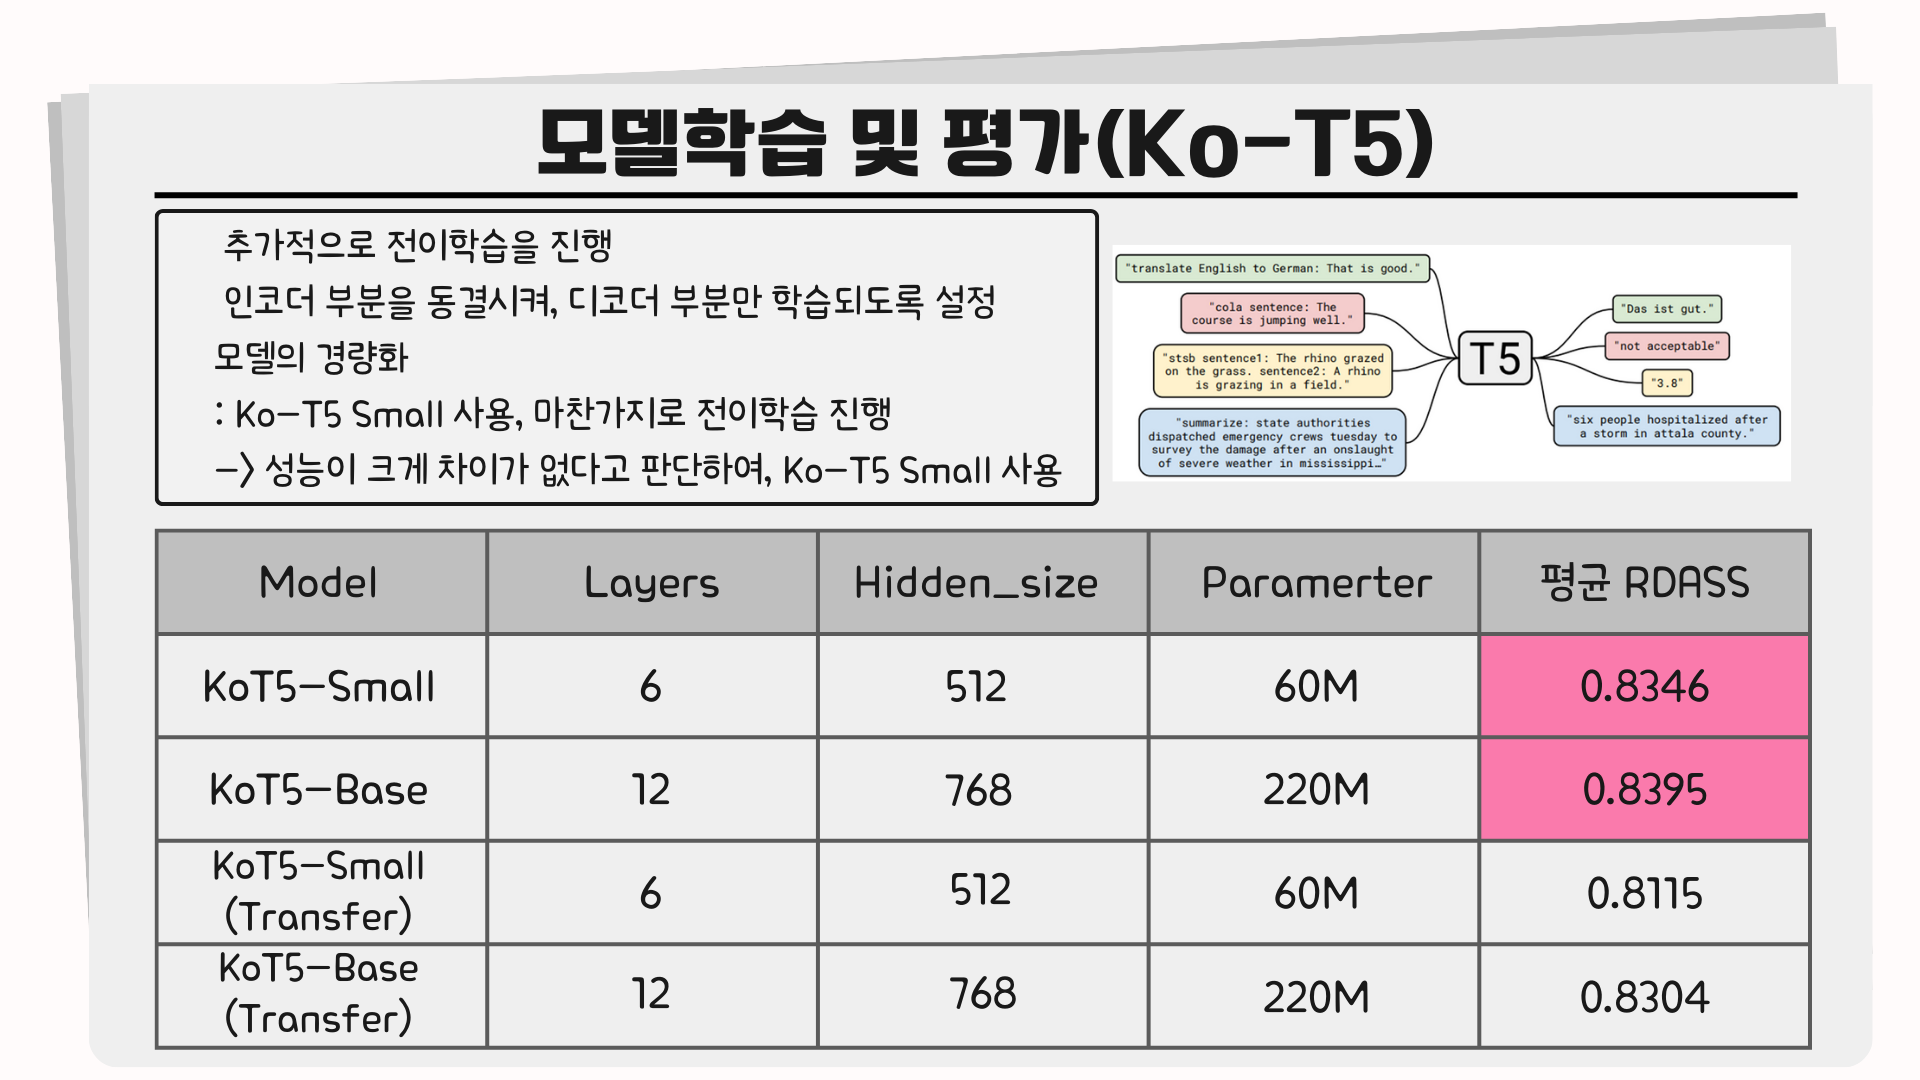 모델학습 및 평가(Ko-T5)
추가적으로 전이학습을 진행
인코더 부분을 동결시켜, 디코더 부분만 학습되도록 설정
모델의 경량화
: Ko-T5 Small 사용, 마찬가지로 전이학습 진행
-> 성능이 크게 차이가 없다고 판단하여, Ko-T5 Small 사용
"translate English to German: That is good."
"cola sentence: The
course is jumping well."
"stsb sentence1: The rhino grazed
on the grass. sentence2: A rhino
is grazing in a field."
"summarize: state authorities
dispatched emergency crews tuesday to
survey the damage after an onslaught
of severe weather in mississippi…"
T5
"Das ist gut."
"not acceptable"
"3.8"
"six people hospitalized after
a storm in attala county."
Model Layers Hidden_size Paramerter 평균 RDASS
KoT5-Small 6 512 60M 0.8346
KoT5-Base 12 768 220M 0.8395
KoT5-Small
(Transfer) 6 512 60M 0.8115
KoT5-Base
(Transfer) 12 768 220M 0.8304